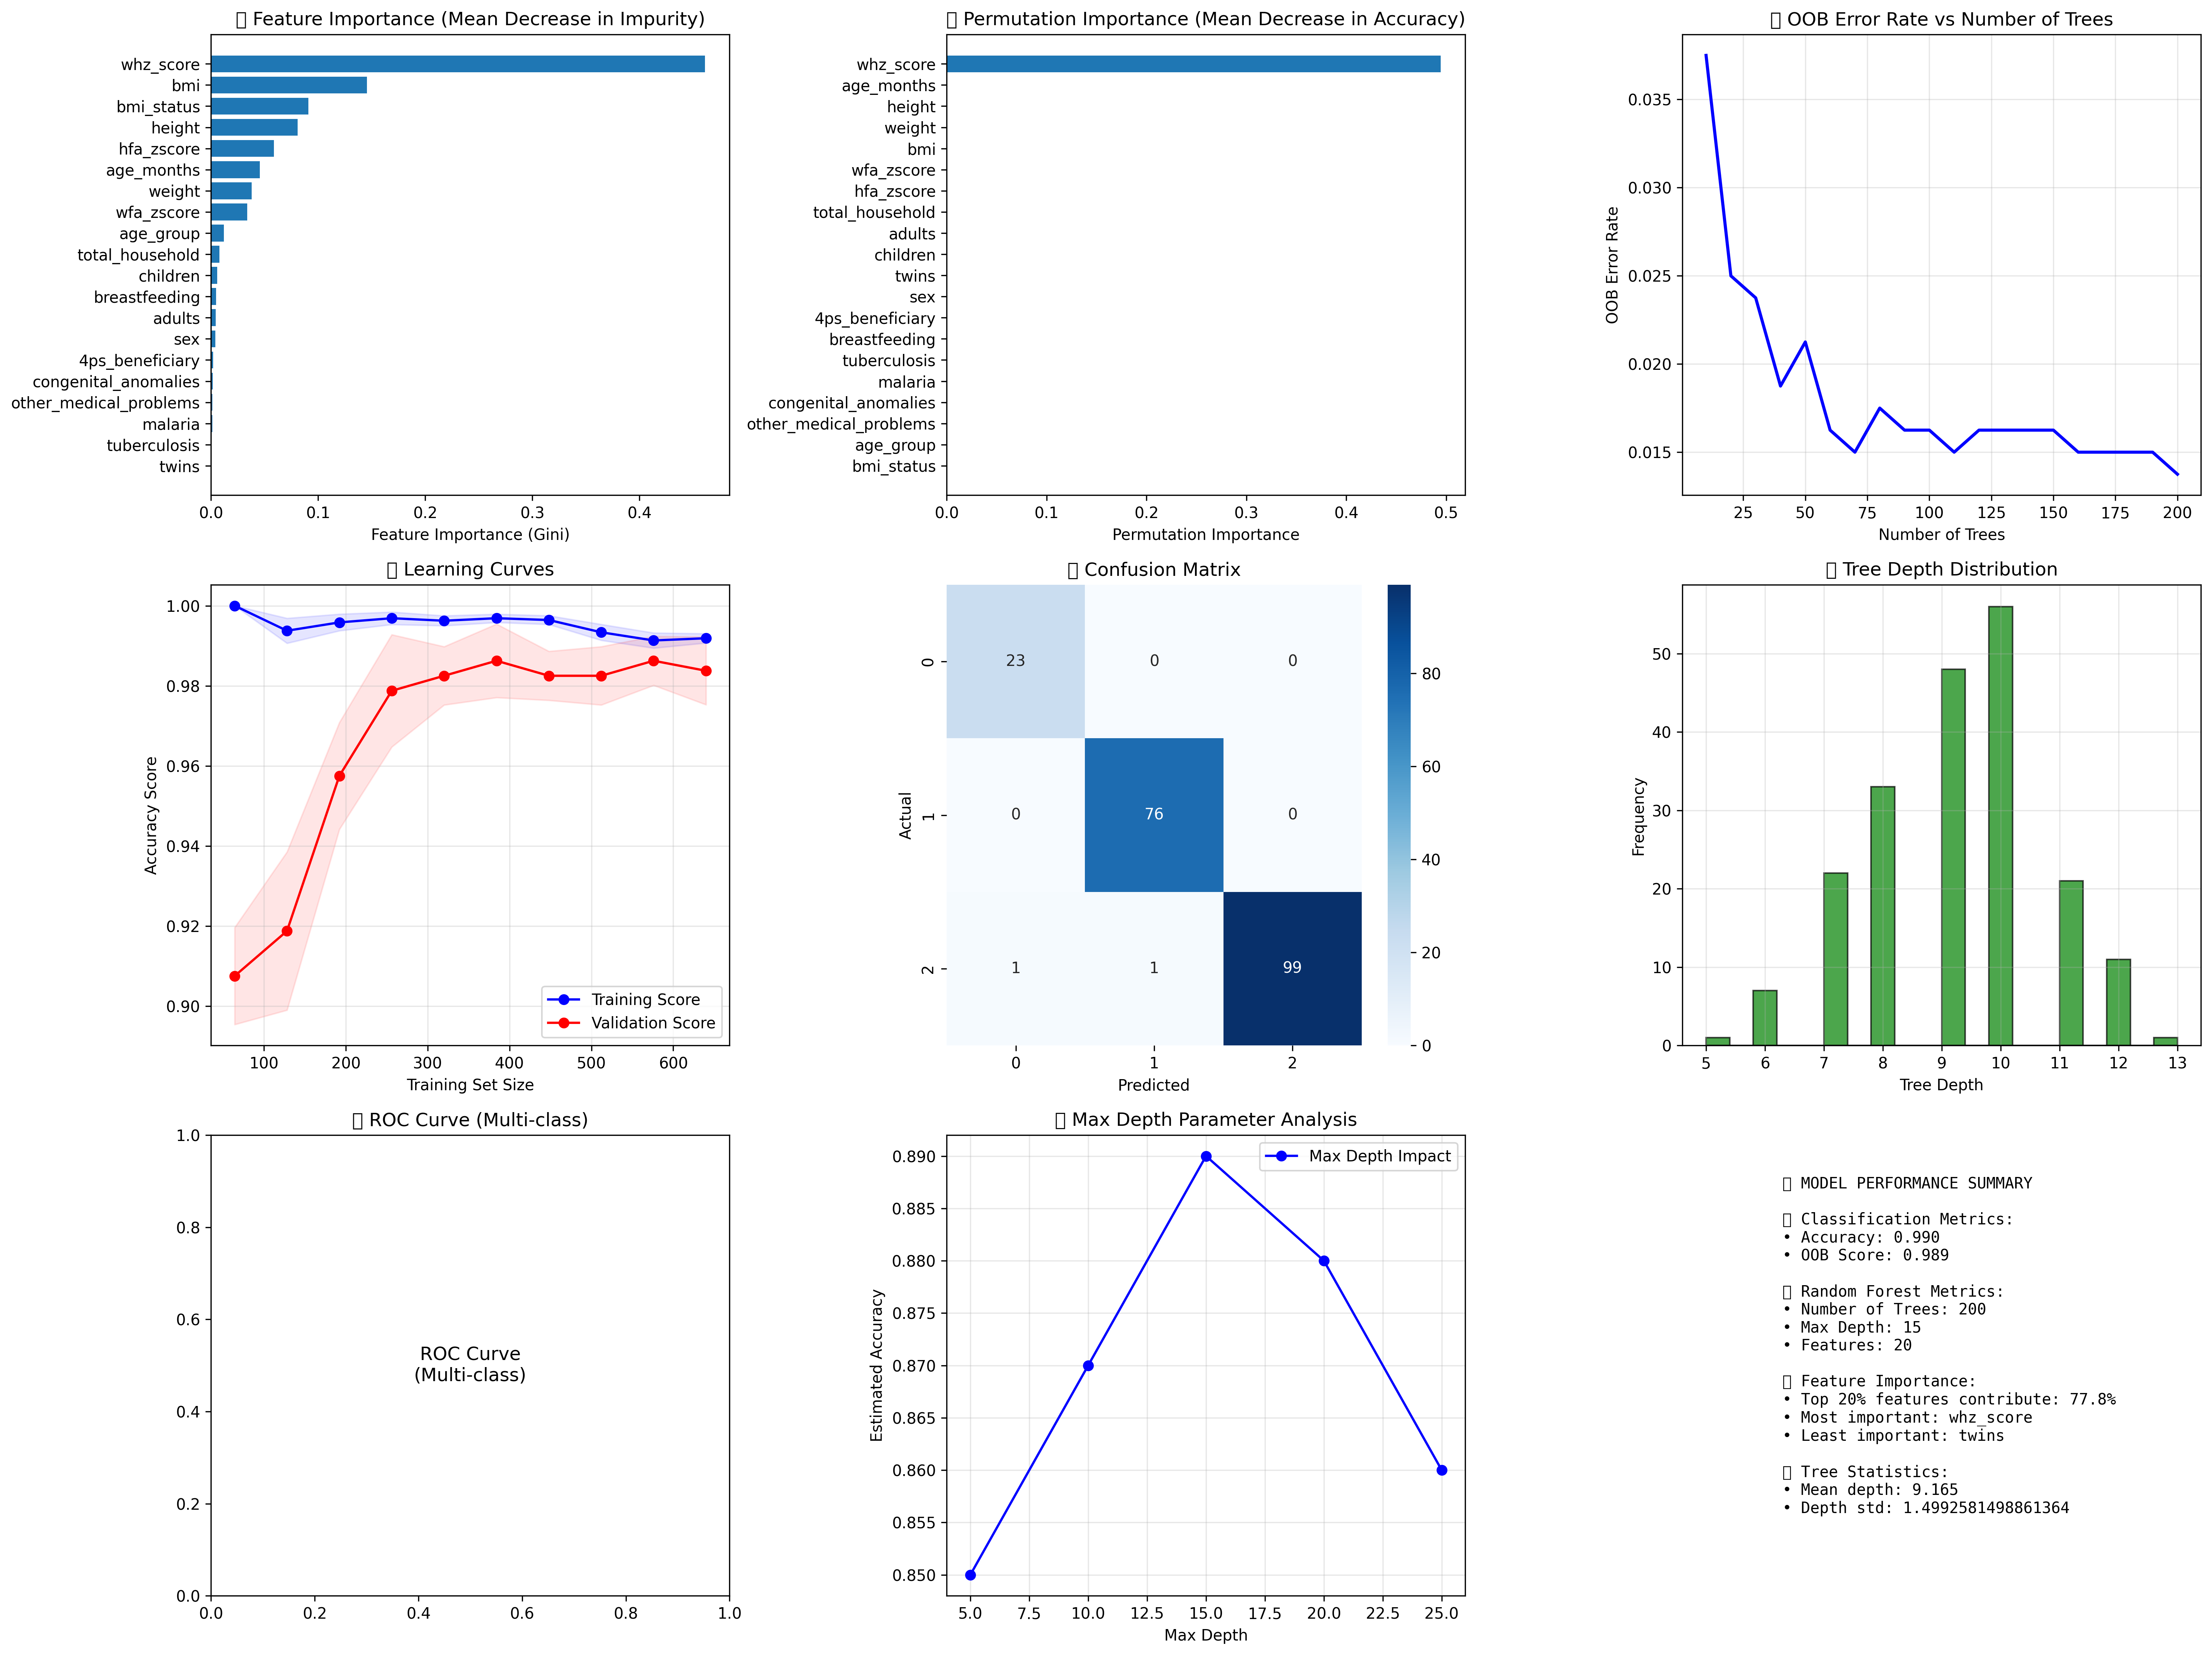 ▯ Feature Importance (Mean Decrease in Impurity)
whz_score
bmi
bmi_status
height
hfa_zscore
age_months
weight
wfa_zscore
age_group
total_household
children
breastfeeding
adults
sex
4ps_beneficiary
congenital_anomalies
other_medical_problems
malaria
tuberculosis
twins
0.0 0.1 0.2 0.3 0.4
Feature Importance (Gini)
▯ Permutation Importance (Mean Decrease in Accuracy)
whz_score
age_months
height
weight
bmi
wfa_zscore
hfa_zscore
total_household
adults
children
twins
sex
4ps_beneficiary
breastfeeding
tuberculosis
malaria
congenital_anomalies
other_medical_problems
age_group
bmi_status
0.0 0.1 0.2 0.3 0.4 0.5
Permutation Importance
▯ OOB Error Rate vs Number of Trees
OOB Error Rate
0.035
0.030
0.025
0.020
0.015
25 50 75 100 125 150 175 200
Number of Trees
▯ Learning Curves
Accuracy Score
1.00
0.98
0.96
0.94
0.92
0.90
Training Score
Validation Score
100 200 300 400 500 600
Training Set Size
▯ Confusion Matrix
Actual
0
1
2
23 0 0
0 76 0
1 1 99
0 1 2
Predicted
80
60
40
20
0
▯ Tree Depth Distribution
Frequency
50
40
30
20
10
0
5 6 7 8 9 10 11 12 13
Tree Depth
▯ ROC Curve (Multi-class)
1.0
0.8
0.6
0.4
0.2
0.0
ROC Curve
(Multi-class)
0.0 0.2 0.4 0.6 0.8 1.0
▯ Max Depth Parameter Analysis
Max Depth Impact
Estimated Accuracy
0.890
0.885
0.880
0.875
0.870
0.865
0.860
0.855
0.850
5.0 7.5 10.0 12.5 15.0 17.5 20.0 22.5 25.0
Max Depth
▯ MODEL PERFORMANCE SUMMARY
▯ Classification Metrics:
• Accuracy: 0.990
• OOB Score: 0.989
▯ Random Forest Metrics:
• Number of Trees: 200
• Max Depth: 15
• Features: 20
▯ Feature Importance:
• Top 20% features contribute: 77.8%
• Most important: whz_score
• Least important: twins
▯ Tree Statistics:
• Mean depth: 9.165
• Depth std: 1.4992581498861364